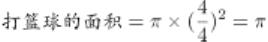 打篮球的面积 = π × (4/4)² = π